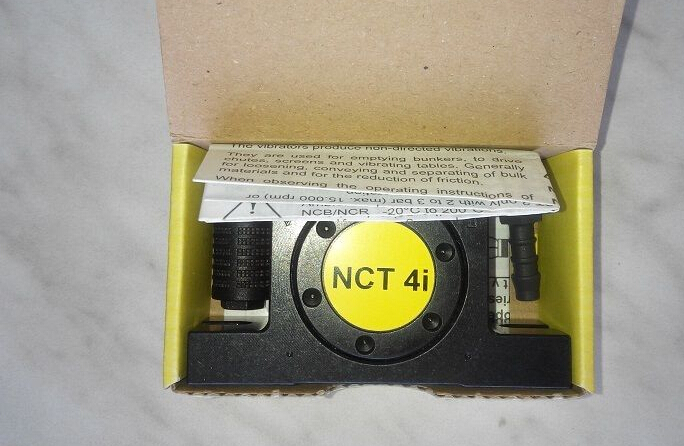 The vibrators produce non-directed vibrations
They are used for emptying bunkers, to drive
chutes, screens and vibrating tables. Generally
for loosening, conveying and separating of bulk
materials and for the reduction of friction.
When observing the operating instructions of
only with 2 to 3 bar (max. 15.000 rpm) or
NCB/NCR -20°C to 200°C
NCT 4i